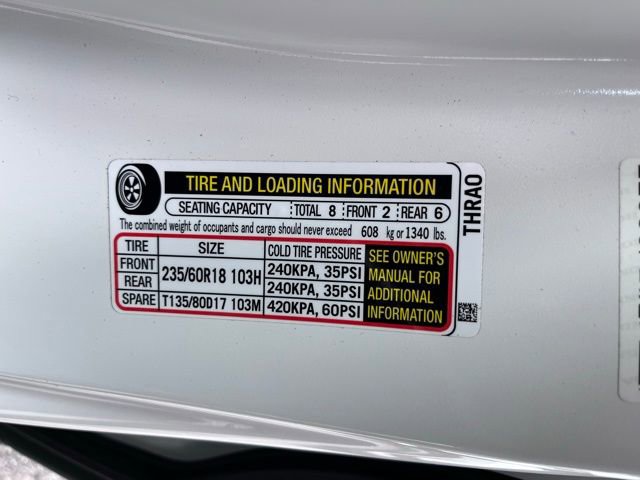 TIRE AND LOADING INFORMATION
SEATING CAPACITY TOTAL 8 FRONT 2 REAR 6
The combined weight of occupants and cargo should never exceed 608 kg or 1340 lbs.
TIRE SIZE COLD TIRE PRESSURE
FRONT 235/60R18 103H 240KPA, 35PSI
REAR 240KPA, 35PSI
SPARE T135/80D17 103M 420KPA, 60PSI
SEE OWNER'S
MANUAL FOR
ADDITIONAL
INFORMATION
THRAO